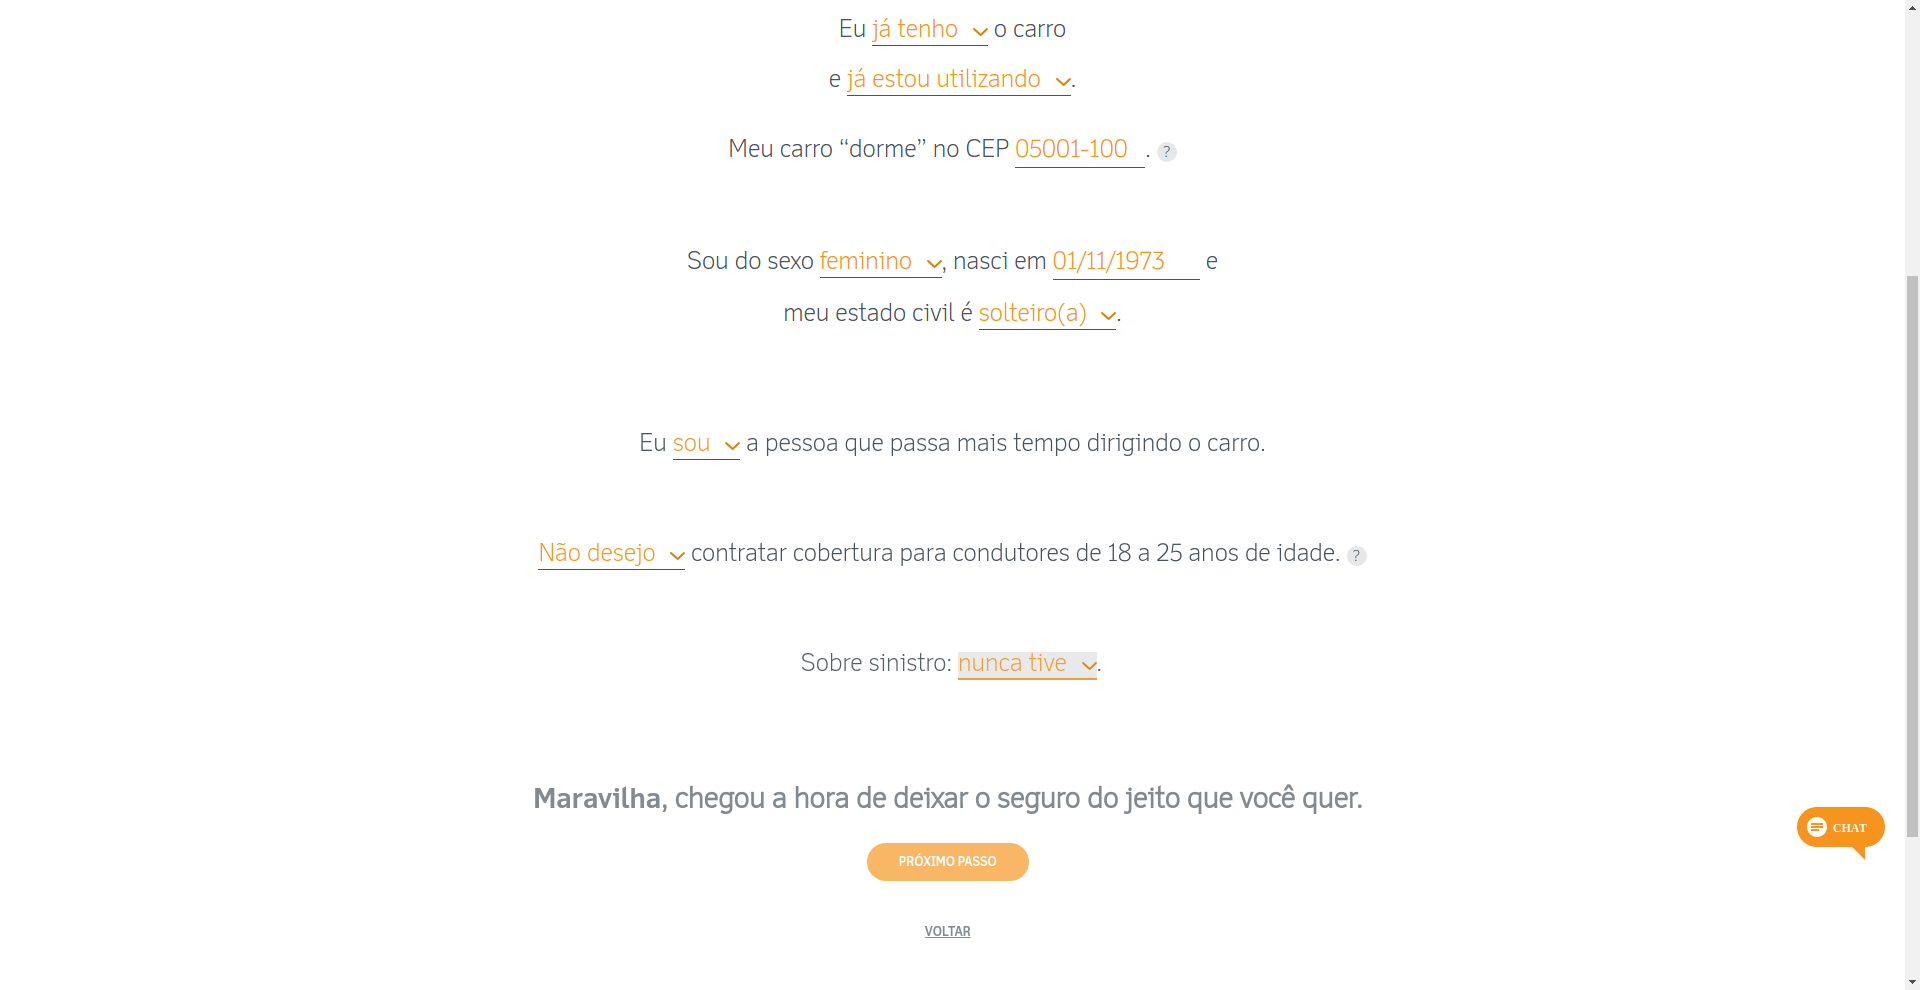 Eu já tenho o carro
e já estou utilizando .
Meu carro “dorme” no CEP 05001-100 . ?
Sou do sexo feminino , nasci em 01/11/1973 e
meu estado civil é solteiro(a) .
Eu sou a pessoa que passa mais tempo dirigindo o carro.
Não desejo contratar cobertura para condutores de 18 a 25 anos de idade. ?
Sobre sinistro: nunca tive .
Maravilha, chegou a hora de deixar o seguro do jeito que você quer.
CHAT
PRÓXIMO PASSO
VOLTAR